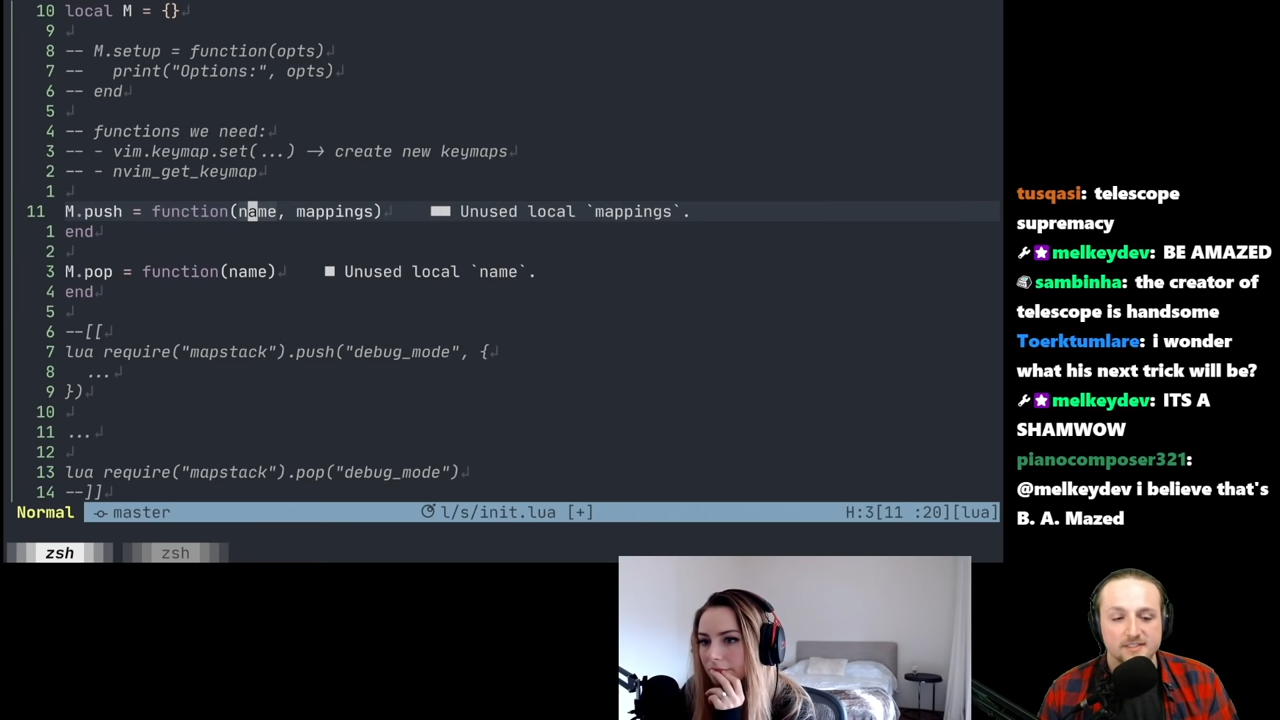 10 local M = {}
9
8 -- M.setup = function(opts)
7 --   print("Options:", opts)
6 -- end
5
4 -- functions we need:
3 -- - vim.keymap.set(...) -> create new keymaps
2 -- - nvim_get_keymap
1
11 M.push = function(name, mappings) ■■ Unused local `mappings`.
1 end
2
3 M.pop = function(name) ■ Unused local `name`.
4 end
5
6 --[[
7 lua require("mapstack").push("debug_mode", {
8   ...
9 })
10
11 ...
12
13 lua require("mapstack").pop("debug_mode")
14 --]]
Normal master l/s/init.lua [+] H:3[11 :20][lua]
zsh zsh
tusqasi: telescope
supremacy
melkeydev: BE AMAZED
sambinha: the creator of
telescope is handsome
Toerktumlare: i wonder
what his next trick will be?
melkeydev: ITS A
SHAMWOW
pianocomposer321:
@melkeydev i believe that's
B. A. Mazed